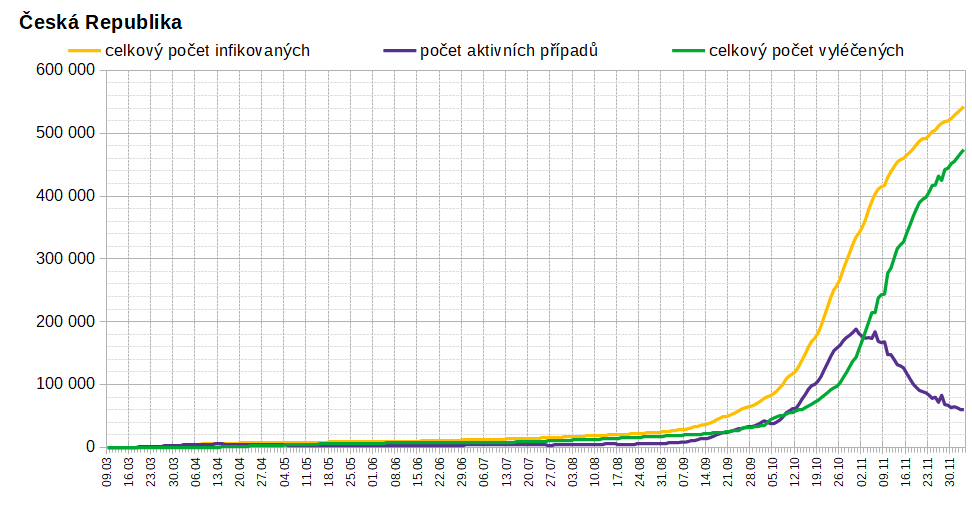 Česká Republika
celkový počet infikovaných počet aktivních případů celkový počet vyléčených
600 000
500 000
400 000
300 000
200 000
100 000
0
09.03 16.03 23.03 30.03 06.04 13.04 20.04 27.04 04.05 11.05 18.05 25.05 01.06 08.06 15.06 22.06 29.06 06.07 13.07 20.07 27.07 03.08 10.08 17.08 24.08 31.08 07.09 14.09 21.09 28.09 05.10 12.10 19.10 26.10 02.11 09.11 16.11 23.11 30.11